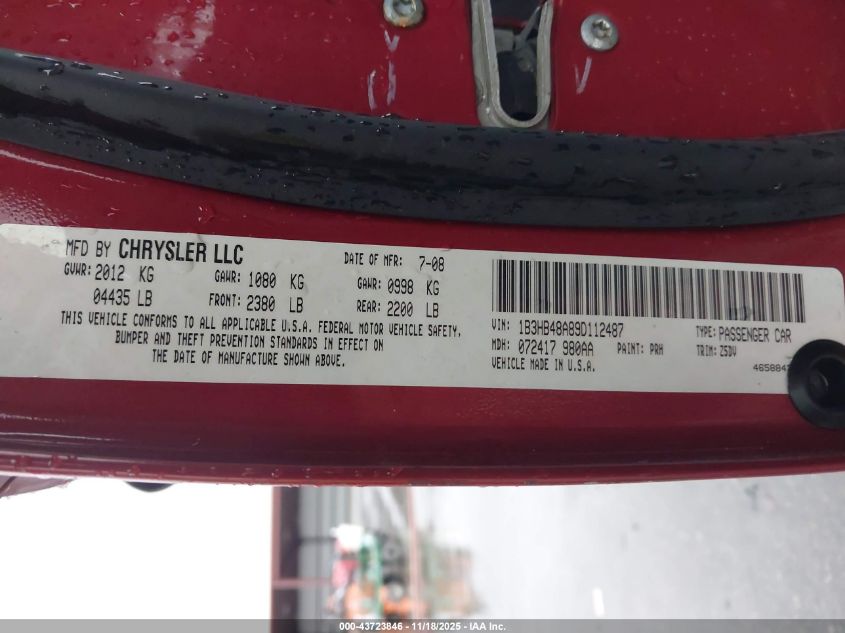 MFD BY CHRYSLER LLC
DATE OF MFR: 7-08
GVWR: 2012 KG
GAWR: 1080 KG
GAWR: 0998 KG
04435 LB
FRONT: 2380 LB
REAR: 2200 LB
THIS VEHICLE CONFORMS TO ALL APPLICABLE U.S.A. FEDERAL MOTOR VEHICLE SAFETY,
BUMPER AND THEFT PREVENTION STANDARDS IN EFFECT ON
THE DATE OF MANUFACTURE SHOWN ABOVE.
VIN: 1B3HB48A89D112487
TYPE: PASSENGER CAR
MDH: 072417 980AA
PAINT: PRH
TRIM: Z5DV
VEHICLE MADE IN U.S.A.
000-43723846 - 11/18/2025 - IAA Inc.